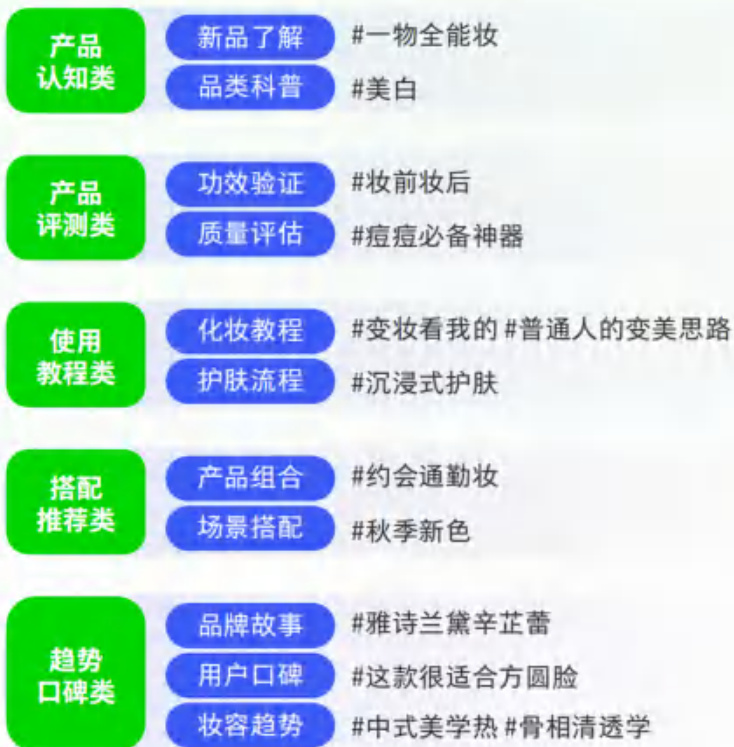 产品
认知类
新品了解 #一物全能妆
品类科普 #美白
产品
评测类
功效验证 #妆前妆后
质量评估 #痘痘必备神器
使用
教程类
化妆教程 #变妆看我的 #普通人的变美思路
护肤流程 #沉浸式护肤
搭配
推荐类
产品组合 #约会通勤妆
场景搭配 #秋季新色
趋势
口碑类
品牌故事 #雅诗兰黛辛芷蕾
用户口碑 #这款很适合方圆脸
妆容趋势 #中式美学热 #骨相清透学